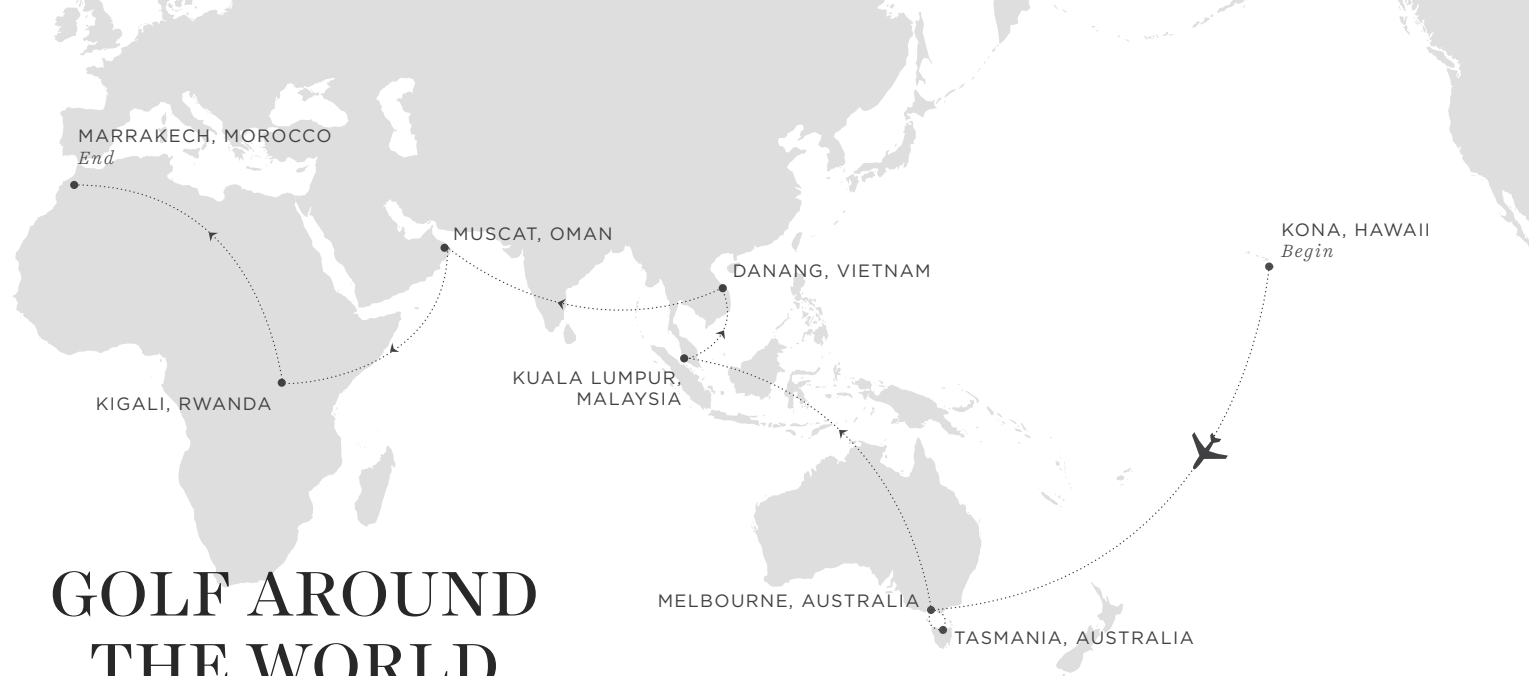 MARRAKECH, MOROCCO
End
MUSCAT, OMAN
KONA, HAWAII
Begin
DANANG, VIETNAM
KUALA LUMPUR,
MALAYSIA
KIGALI, RWANDA
MELBOURNE, AUSTRALIA
TASMANIA, AUSTRALIA
GOLF AROUND
THE WORLD